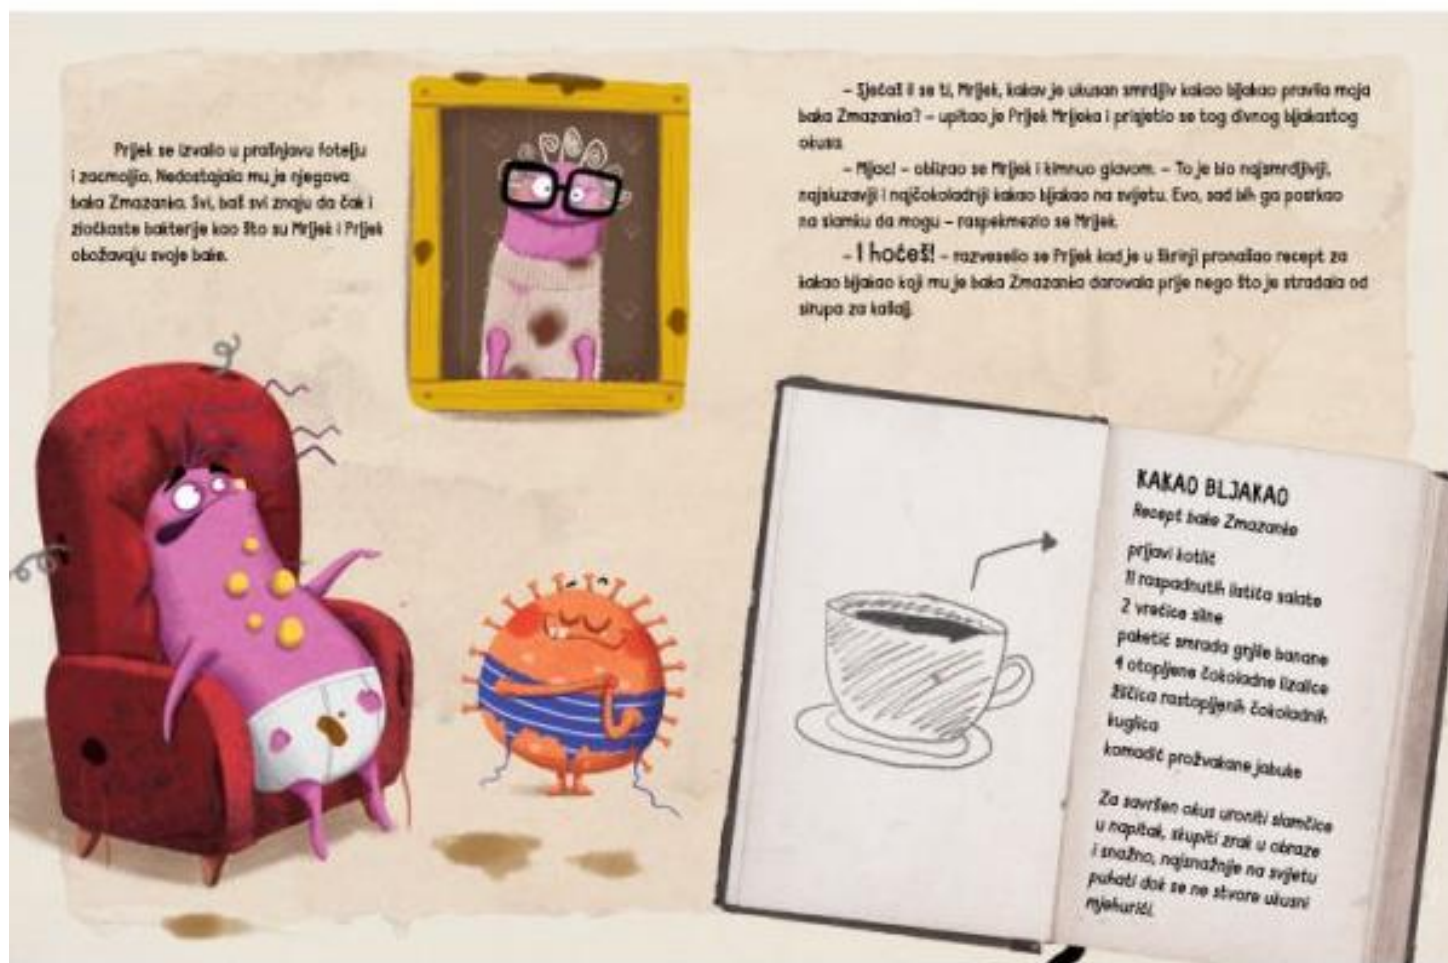 Prljek se izvalio u prašnjavu fotelju
i zacmoljio. Nedostajala mu je njegova
baka Zmazanka. Svi, baš svi znaju da čak i
zločkaste bakterije kao što su Mrljek i Prljek
obožavaju svoje bake.
– Sjećaš li se ti, Mrljek, kakav je ukusan smrdljiv kakao bljakao pravila moja
baka Zmazanka? – upitao je Prljek Mrljeka i prisjetio se tog divnog bljakastog
okusa.
– Mljac! – oblizao se Mrljek i kimnuo glavom. – To je bio najsmrdljiviji,
najsluzaviji i najčokoladniji kakao bljakao na svijetu. Evo, sad bih ga posrkao
na slamku da mogu – raspekmezio se Mrljek.
– I hoćeš! – razveselio se Prljek kad je u škrinji pronašao recept za
kakao bljakao koji mu je baka Zmazanka darovala prije nego što je stradala od
sirupa za kašalj.
KAKAO BLJAKAO
Recept bake Zmazanke
prljavi kotlić
11 raspadnutih listića salate
2 vrećice sline
paketić smrada gnjile banane
4 otopljene čokoladne lizalice
žličica rastopljenih čokoladnih
kuglica
komadić prožvakane jabuke
Za savršen okus uroniti slamčice
u napitak, skupiti zrak u obraze
i snažno, najsnažnije na svijetu
puhati dok se ne stvore ukusni
mjehurići.